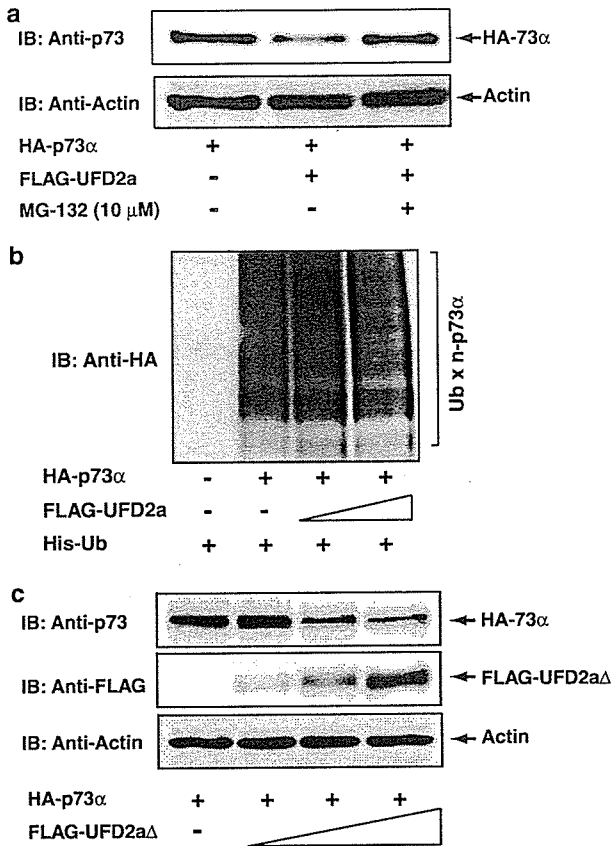 a
IB: Anti-p73
HA-73α
IB: Anti-Actin
Actin
HA-p73α + + +
FLAG-UFD2a - + +
MG-132 (10 μM) - - +
b
IB: Anti-HA
Ub x n-p73α
HA-p73α - + + +
FLAG-UFD2a - -
His-Ub + + + +
c
IB: Anti-p73
HA-73α
IB: Anti-FLAG
FLAG-UFD2aΔ
IB: Anti-Actin
Actin
HA-p73α + + + +
FLAG-UFD2aΔ -